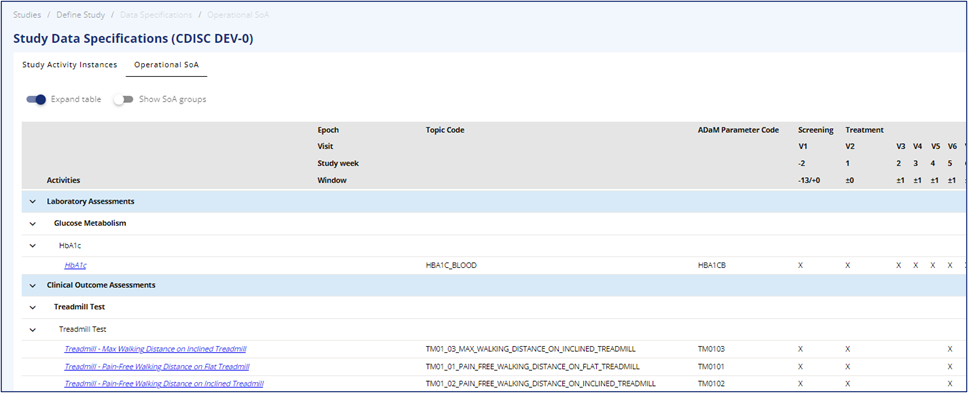 Studies / Define Study / Data Specifications / Operational SoA
Study Data Specifications (CDISC DEV-0)
Study Activity Instances Operational SoA
Expand table Show SoA groups
Epoch Topic Code ADaM Parameter Code Screening Treatment
Visit V1 V2 V3 V4 V5 V6
Study week -2 1 2 3 4 5
Activities Window -13/+0 ±0 ±1 ±1 ±1 ±1
Laboratory Assessments
Glucose Metabolism
HbA1c
HbA1c HBA1C_BLOOD HBA1CB X X X X X X
Clinical Outcome Assessments
Treadmill Test
Treadmill Test
Treadmill - Max Walking Distance on Inclined Treadmill TM01_03_MAX_WALKING_DISTANCE_ON_INCLINED_TREADMILL TM0103 X X X
Treadmill - Pain-Free Walking Distance on Flat Treadmill TM01_01_PAIN_FREE_WALKING_DISTANCE_ON_FLAT_TREADMILL TM0101 X X X
Treadmill - Pain-Free Walking Distance on Inclined Treadmill TM01_02_PAIN_FREE_WALKING_DISTANCE_ON_INCLINED_TREADMILL TM0102 X X X